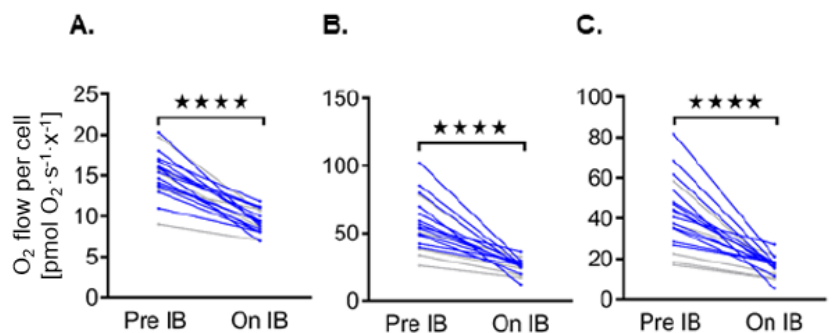 A.
B.
C.
O₂ flow per cell
[pmol O₂·s⁻¹·x⁻¹]
25
20
15
10
5
0
★★★★
Pre IB
On IB
150
100
50
0
★★★★
Pre IB
On IB
100
80
60
40
20
0
★★★★
Pre IB
On IB